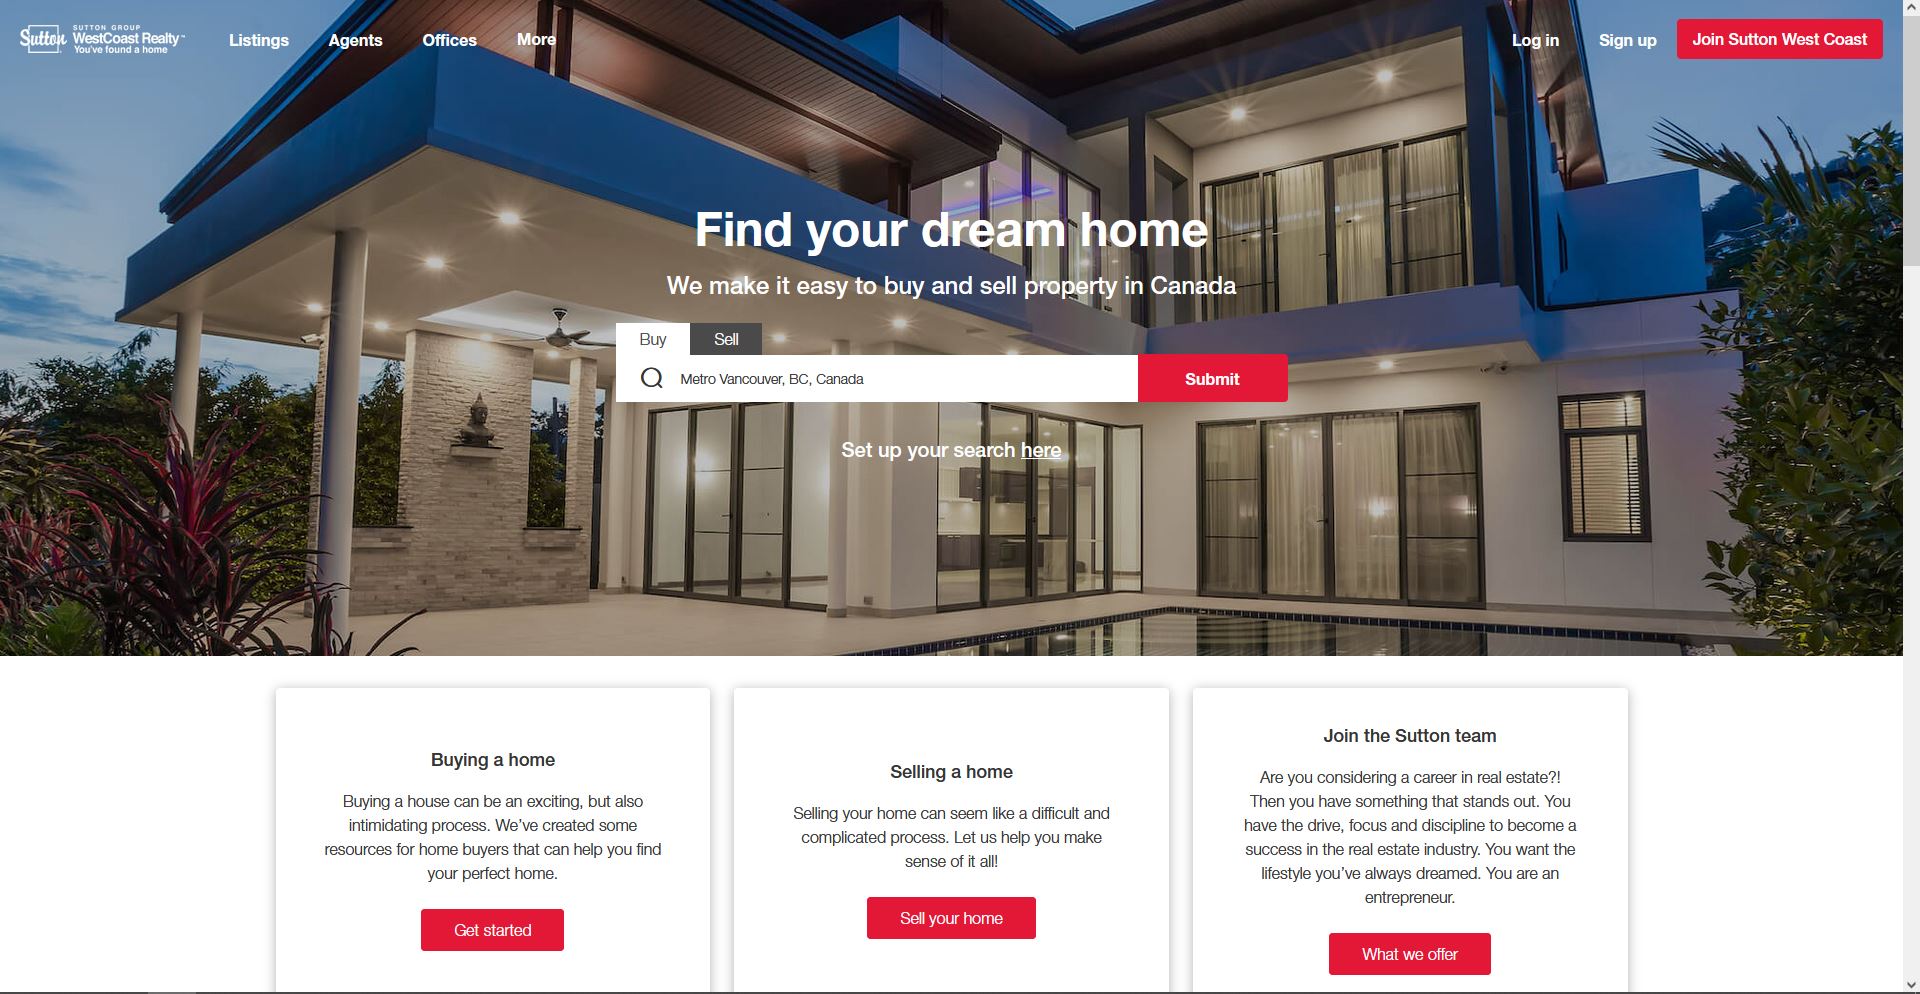 Sutton
SUTTON GROUP
WestCoast Realty™
You've found a home
Listings
Agents
Offices
More
Log in
Sign up
Join Sutton West Coast
Find your dream home
We make it easy to buy and sell property in Canada
Buy
Sell
Metro Vancouver, BC, Canada
Submit
Set up your search here
Buying a home
Buying a house can be an exciting, but also
intimidating process. We’ve created some
resources for home buyers that can help you find
your perfect home.
Get started
Selling a home
Selling your home can seem like a difficult and
complicated process. Let us help you make
sense of it all!
Sell your home
Join the Sutton team
Are you considering a career in real estate?!
Then you have something that stands out. You
have the drive, focus and discipline to become a
success in the real estate industry. You want the
lifestyle you’ve always dreamed. You are an
entrepreneur.
What we offer